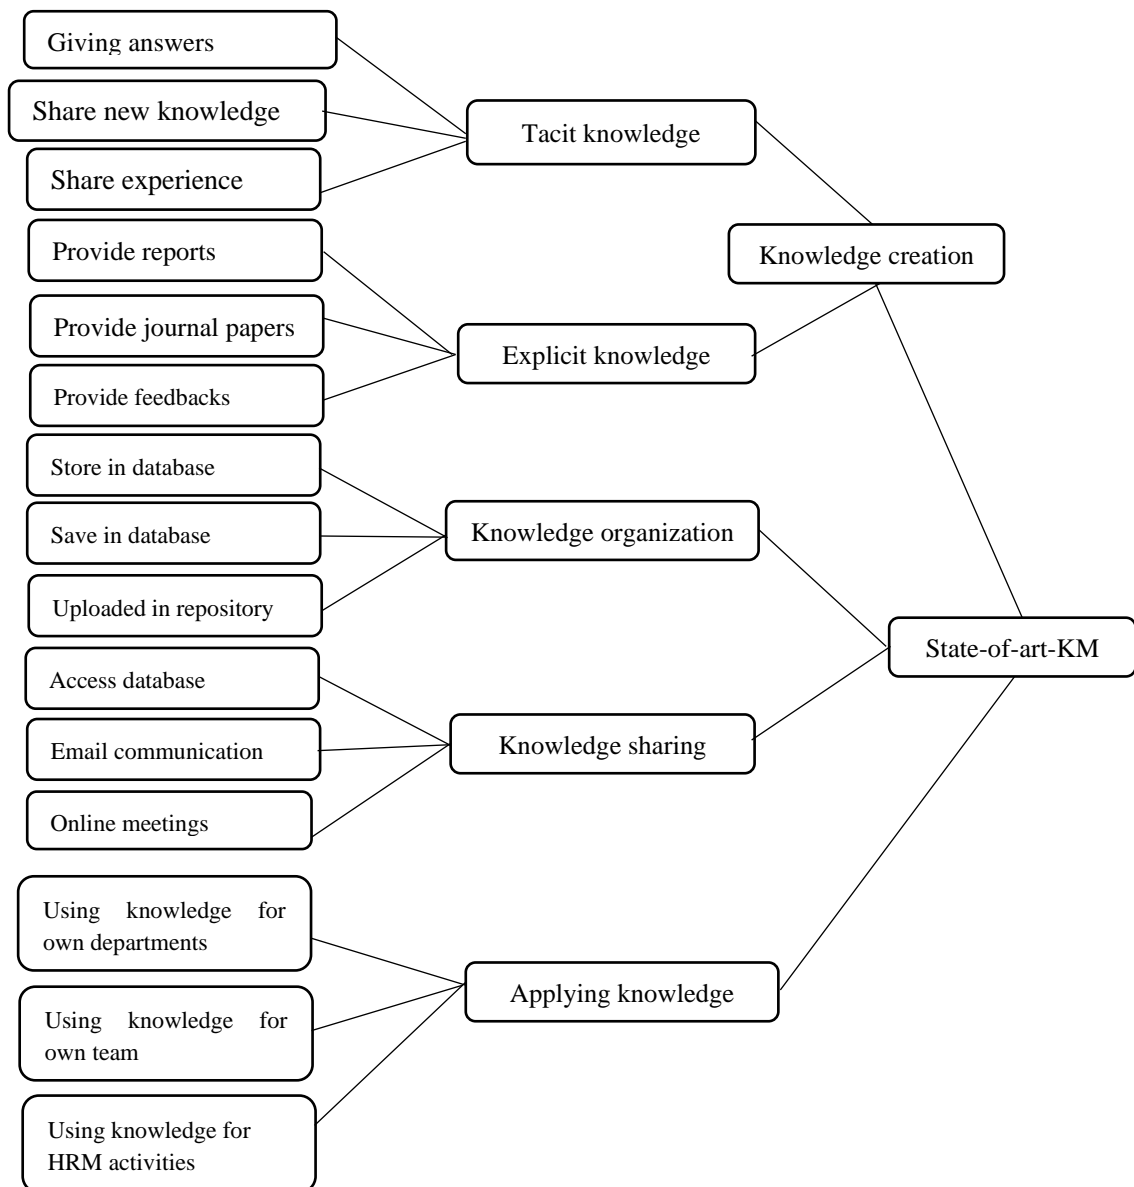 Giving answers
Share new knowledge
Share experience
Provide reports
Provide journal papers
Provide feedbacks
Store in database
Save in database
Uploaded in repository
Access database
Email communication
Online meetings
Using knowledge for
own departments
Using knowledge for
own team
Using knowledge for
HRM activities
Tacit knowledge
Explicit knowledge
Knowledge organization
Knowledge sharing
Applying knowledge
Knowledge creation
State-of-art-KM